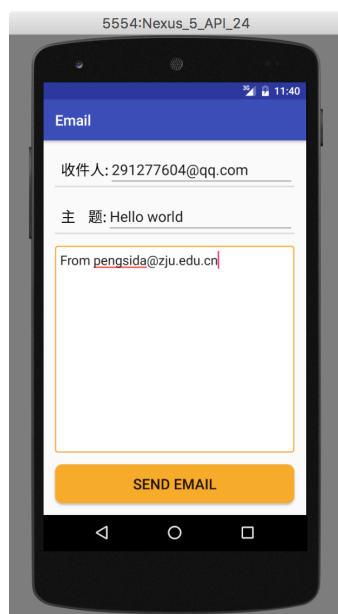 5554:Nexus_5_API_24
3G 11:40
Email
收件人: 291277604@qq.com
主 题: Hello world
From pengsida@zju.edu.cn
SEND EMAIL